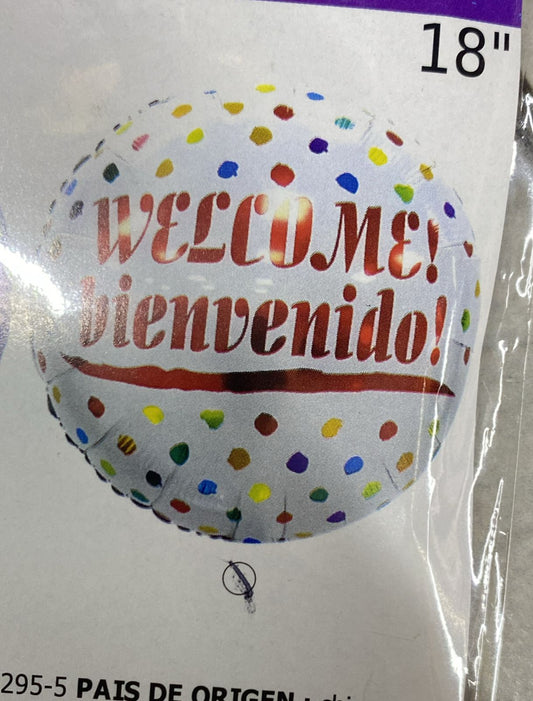 18"
WELCOME!
bienvenido!
295-5 PAIS DE ORIGEN :